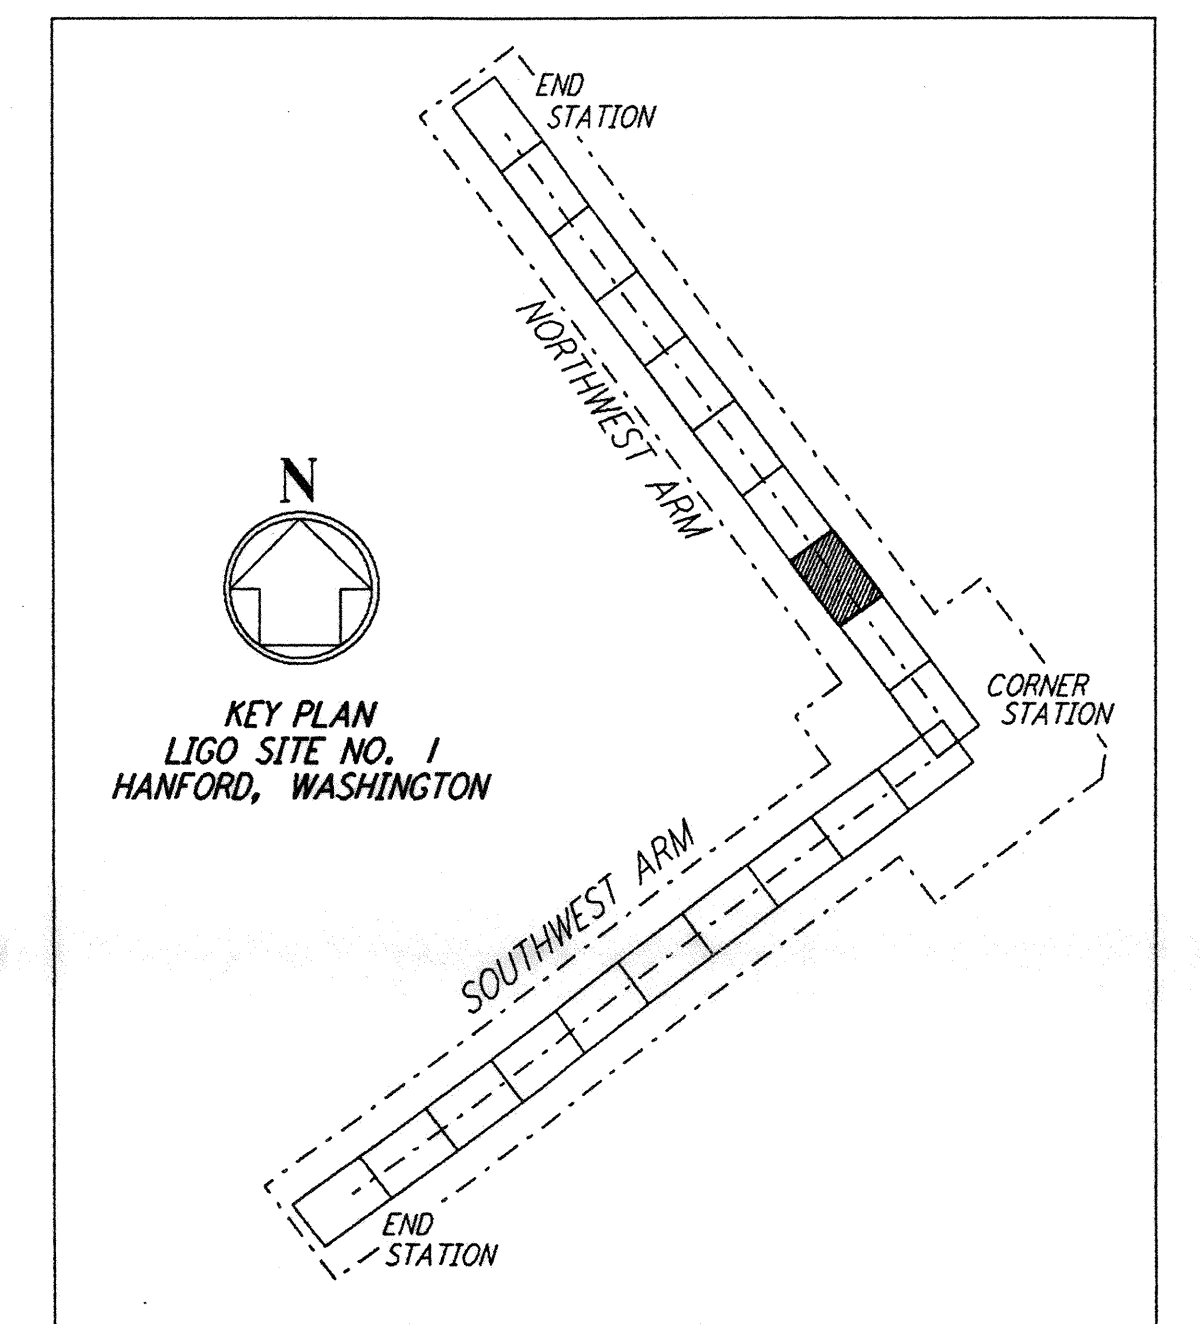 END
STATION
NORTHWEST ARM
N
KEY PLAN
LIGO SITE NO. 1
HANFORD, WASHINGTON
CORNER
STATION
SOUTHWEST ARM
END
STATION